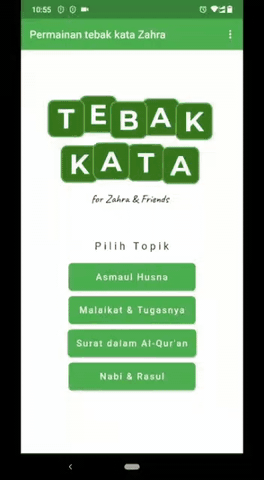 10:55
Permainan tebak kata Zahra
TEBAK
KATA
for Zahra & Friends
Pilih Topik
Asmaul Husna
Malaikat & Tugasnya
Surat dalam Al-Qur'an
Nabi & Rasul